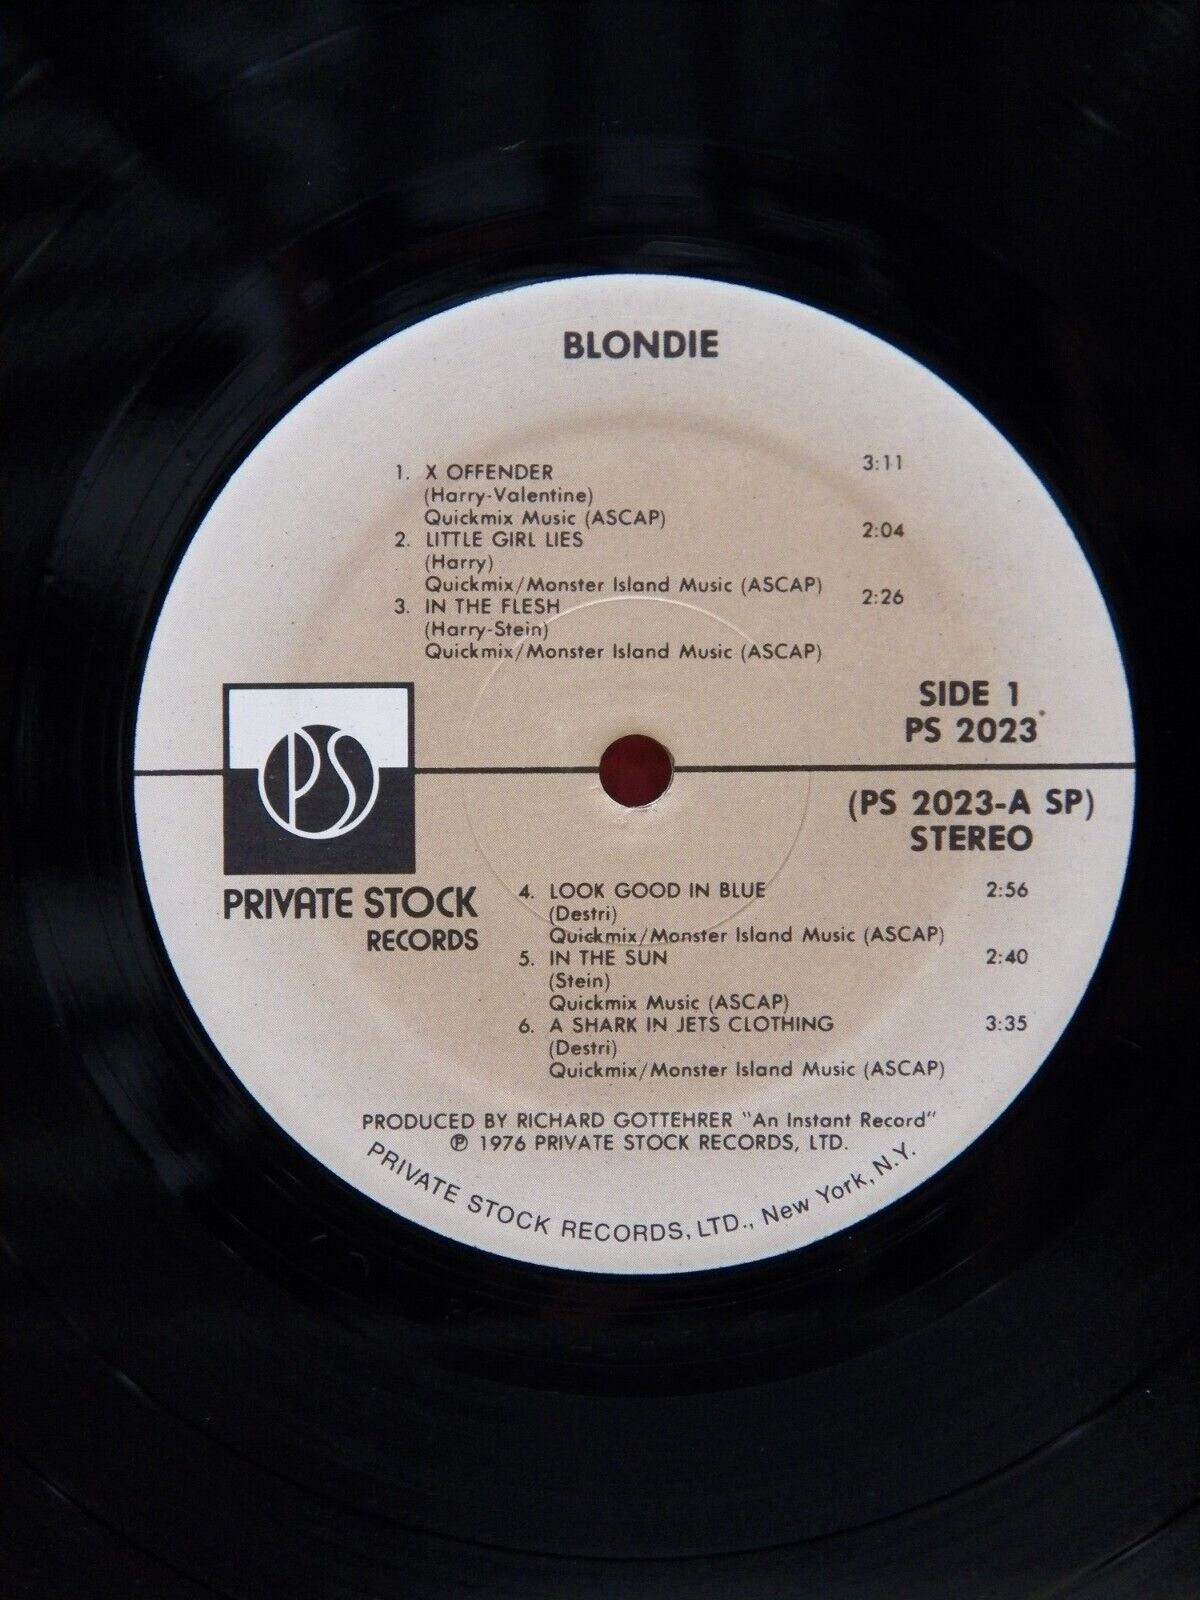 BLONDIE
1. X OFFENDER 3:11
(Harry-Valentine)
Quickmix Music (ASCAP)
2. LITTLE GIRL LIES 2:04
(Harry)
Quickmix/Monster Island Music (ASCAP)
3. IN THE FLESH 2:26
(Harry-Stein)
Quickmix/Monster Island Music (ASCAP)
SIDE 1
PS 2023
PS
PRIVATE STOCK
RECORDS
(PS 2023-A SP)
STEREO
4. LOOK GOOD IN BLUE 2:56
(Destri)
Quickmix/Monster Island Music (ASCAP)
5. IN THE SUN 2:40
(Stein)
Quickmix Music (ASCAP)
6. A SHARK IN JETS CLOTHING 3:35
(Destri)
Quickmix/Monster Island Music (ASCAP)
PRODUCED BY RICHARD GOTTEHRER "An Instant Record"
℗ 1976 PRIVATE STOCK RECORDS, LTD.
PRIVATE STOCK RECORDS, LTD., New York, N.Y.